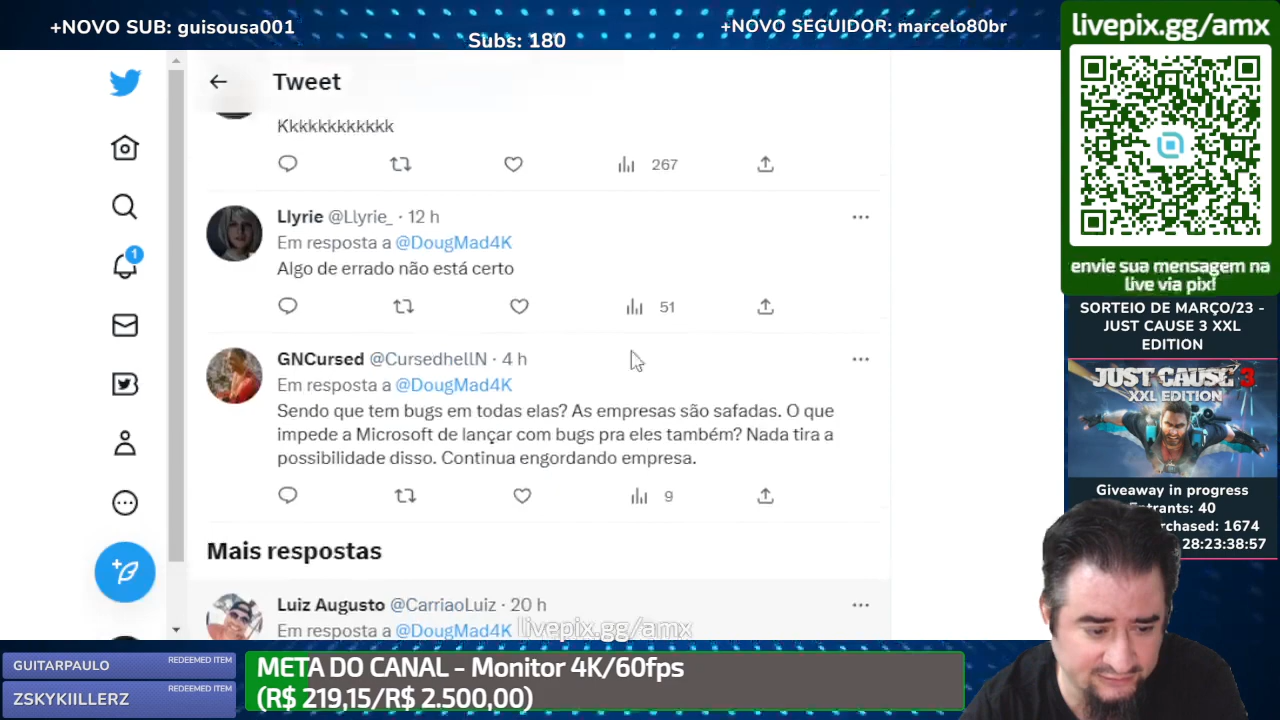 +NOVO SUB: guisousa001
Subs: 180
+NOVO SEGUIDOR: marcelo80br
livepix.gg/amx
Tweet
Kkkkkkkkkkk
267
Llyrie @Llyrie_ · 12 h
Em resposta a @DougMad4K
Algo de errado não está certo
51
GNCursed @CursedhellN · 4 h
Em resposta a @DougMad4K
Sendo que tem bugs em todas elas? As empresas são safadas. O que
impede a Microsoft de lançar com bugs pra eles também? Nada tira a
possibilidade disso. Continua engordando empresa.
9
Mais respostas
Luiz Augusto @CarriaoLuiz · 20 h
Em resposta a @DougMad4K
livepix.gg/amx
1
envie sua mensagem na
live via pix!
SORTEIO DE MARÇO/23 -
JUST CAUSE 3 XXL
EDITION
JUST CAUSE 3
XXL EDITION
Giveaway in progress
Entrants: 40
1674
28:23:38:57
GUITARPAULO REDEEMED ITEM
ZSKYKIILLERZ REDEEMED ITEM
META DO CANAL - Monitor 4K/60fps
(R$ 219,15/R$ 2.500,00)